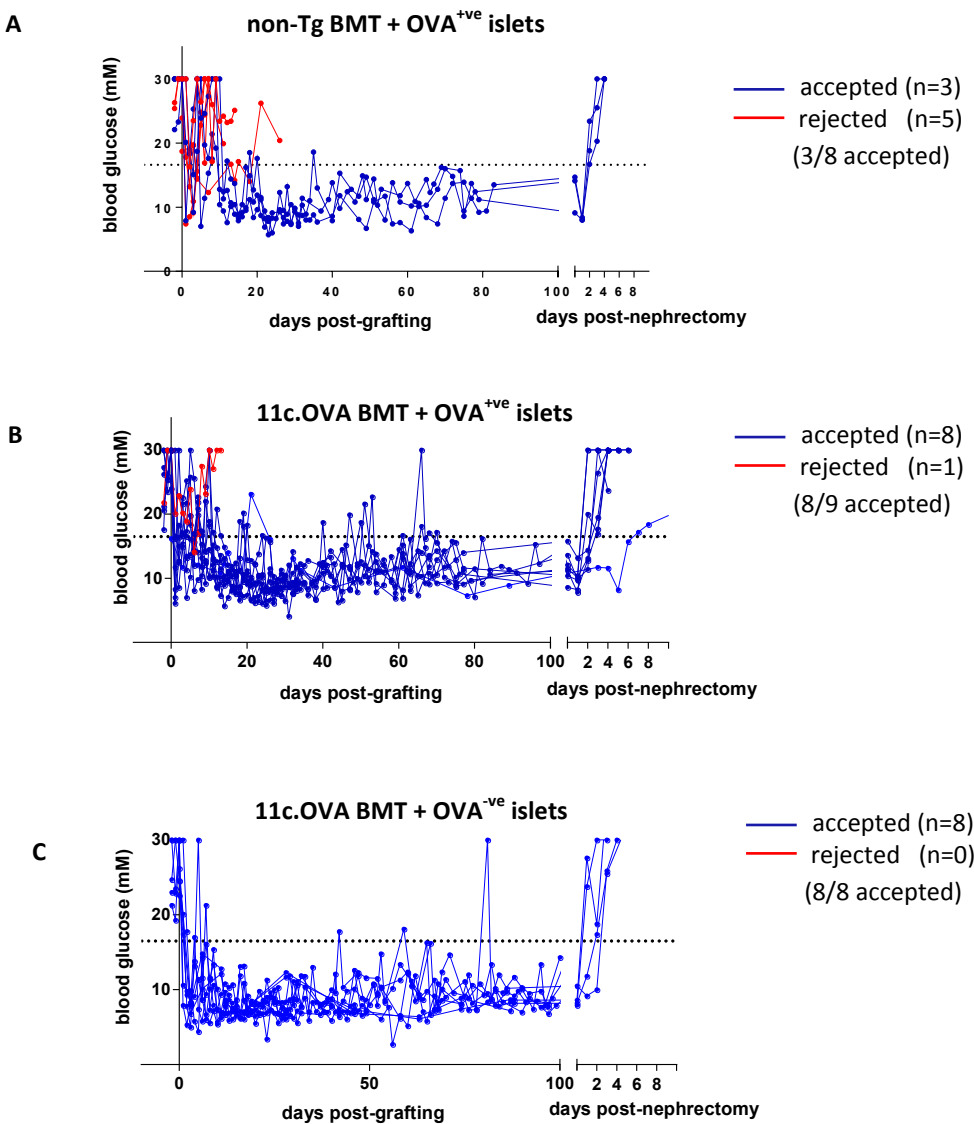 A
non-Tg BMT + OVA+ve islets
30
20
10
0
blood glucose (mM)
0 20 40 60 80 100 0 2 4 6 8
days post-grafting
days post-nephrectomy
accepted (n=3)
rejected (n=5)
(3/8 accepted)
B
11c.OVA BMT + OVA+ve islets
30
20
10
blood glucose (mM)
0 20 40 60 80 100 2 4 6 8
days post-grafting
days post-nephrectomy
accepted (n=8)
rejected (n=1)
(8/9 accepted)
C
11c.OVA BMT + OVA-ve islets
30
20
10
blood glucose (mM)
0 50 100 2 4 6 8
days post-grafting
days post-nephrectomy
accepted (n=8)
rejected (n=0)
(8/8 accepted)